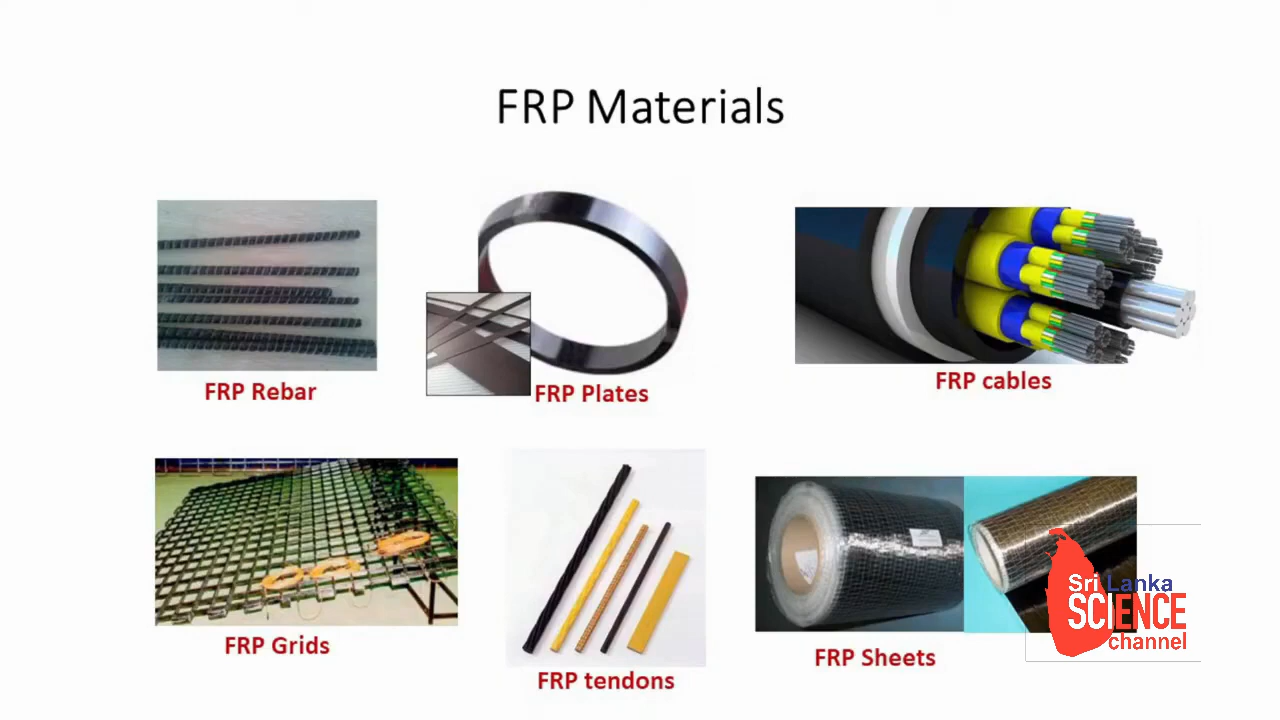 FRP Materials
FRP Rebar
FRP Plates
FRP cables
FRP Grids
FRP tendons
FRP Sheets
Sri Lanka
SCIENCE
channel